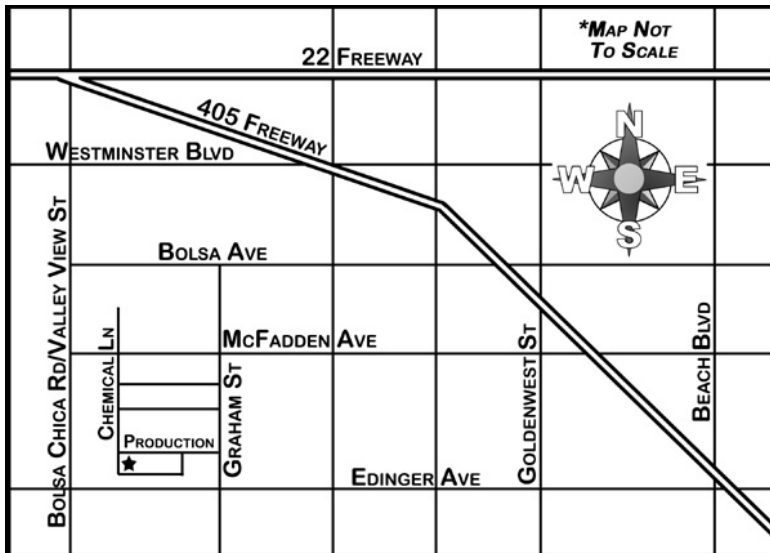 *Map Not
To Scale
22 Freeway
405 Freeway
Westminster Blvd
N
W E
S
Bolsa Ave
Bolsa Chica Rd/Valley View St
Chemical Ln
McFadden Ave
Graham St
Production
Goldenwest St
Beach Blvd
Edinger Ave